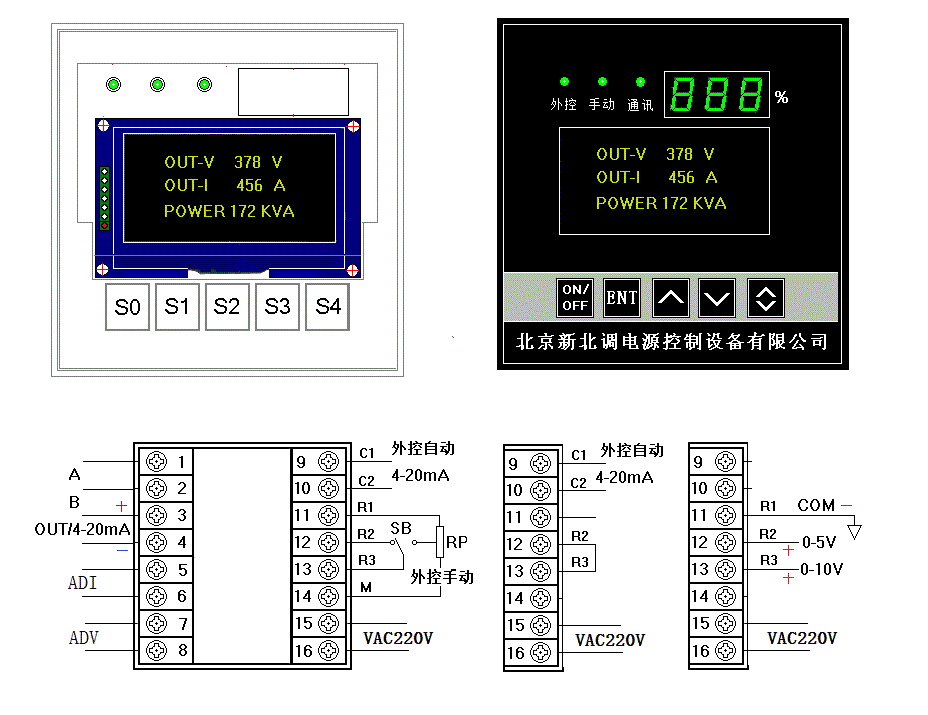 OUT-V 378 V
OUT-I 456 A
POWER 172 KVA
S0 S1 S2 S3 S4
外控 手动 通讯
888 %
OUT-V 378 V
OUT-I 456 A
POWER 172 KVA
ON/OFF ENT
北京新北调电源控制设备有限公司
A
B
+
OUT/4-20mA
−
ADI
ADV
1
2
3
4
5
6
7
8
9
10
11
12
13
14
15
16
C1 外控自动
C2 4-20mA
R1
R2 SB
RP
R3
外控手动
M
VAC220V
9
10
11
12
13
14
15
16
C1 外控自动
C2 4-20mA
R2
R3
VAC220V
9
10
11
12
13
14
15
16
R1 COM −
R2 + 0-5V
R3 + 0-10V
VAC220V